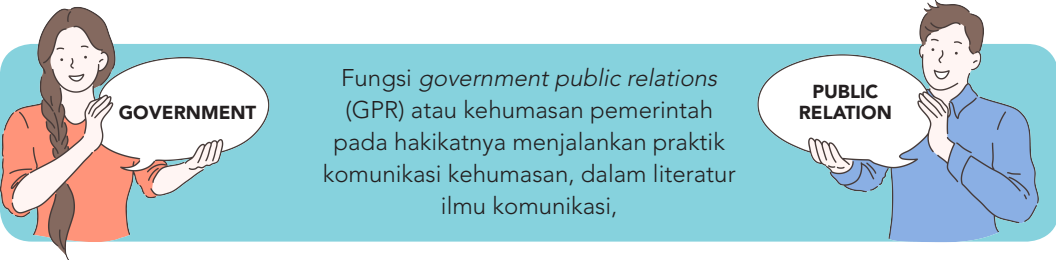 GOVERNMENT
Fungsi government public relations
(GPR) atau kehumasan pemerintah
pada hakikatnya menjalankan praktik
komunikasi kehumasan, dalam literatur
ilmu komunikasi,
PUBLIC
RELATION